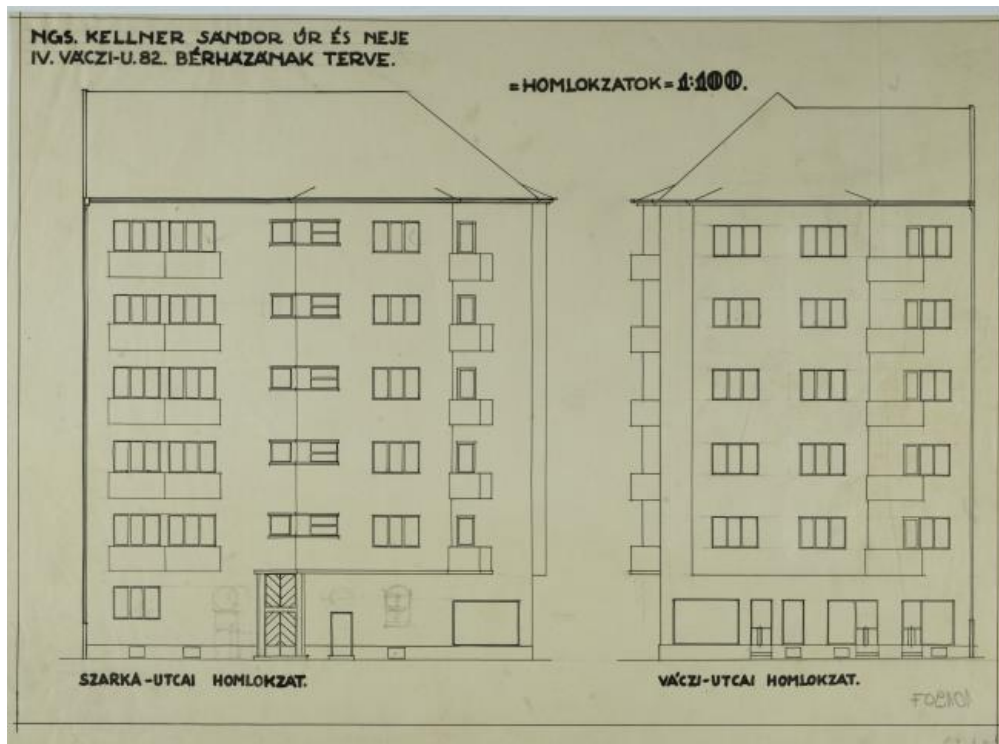 NGS. KELLNER SÁNDOR ÚR ÉS NEJE
IV. VÁCZI-U. 82. BÉRHÁZÁNAK TERVE.
=HOMLOKZATOK= 1:100.
SZARKA-UTCAI HOMLOKZAT.
VÁCZI-UTCAI HOMLOKZAT.